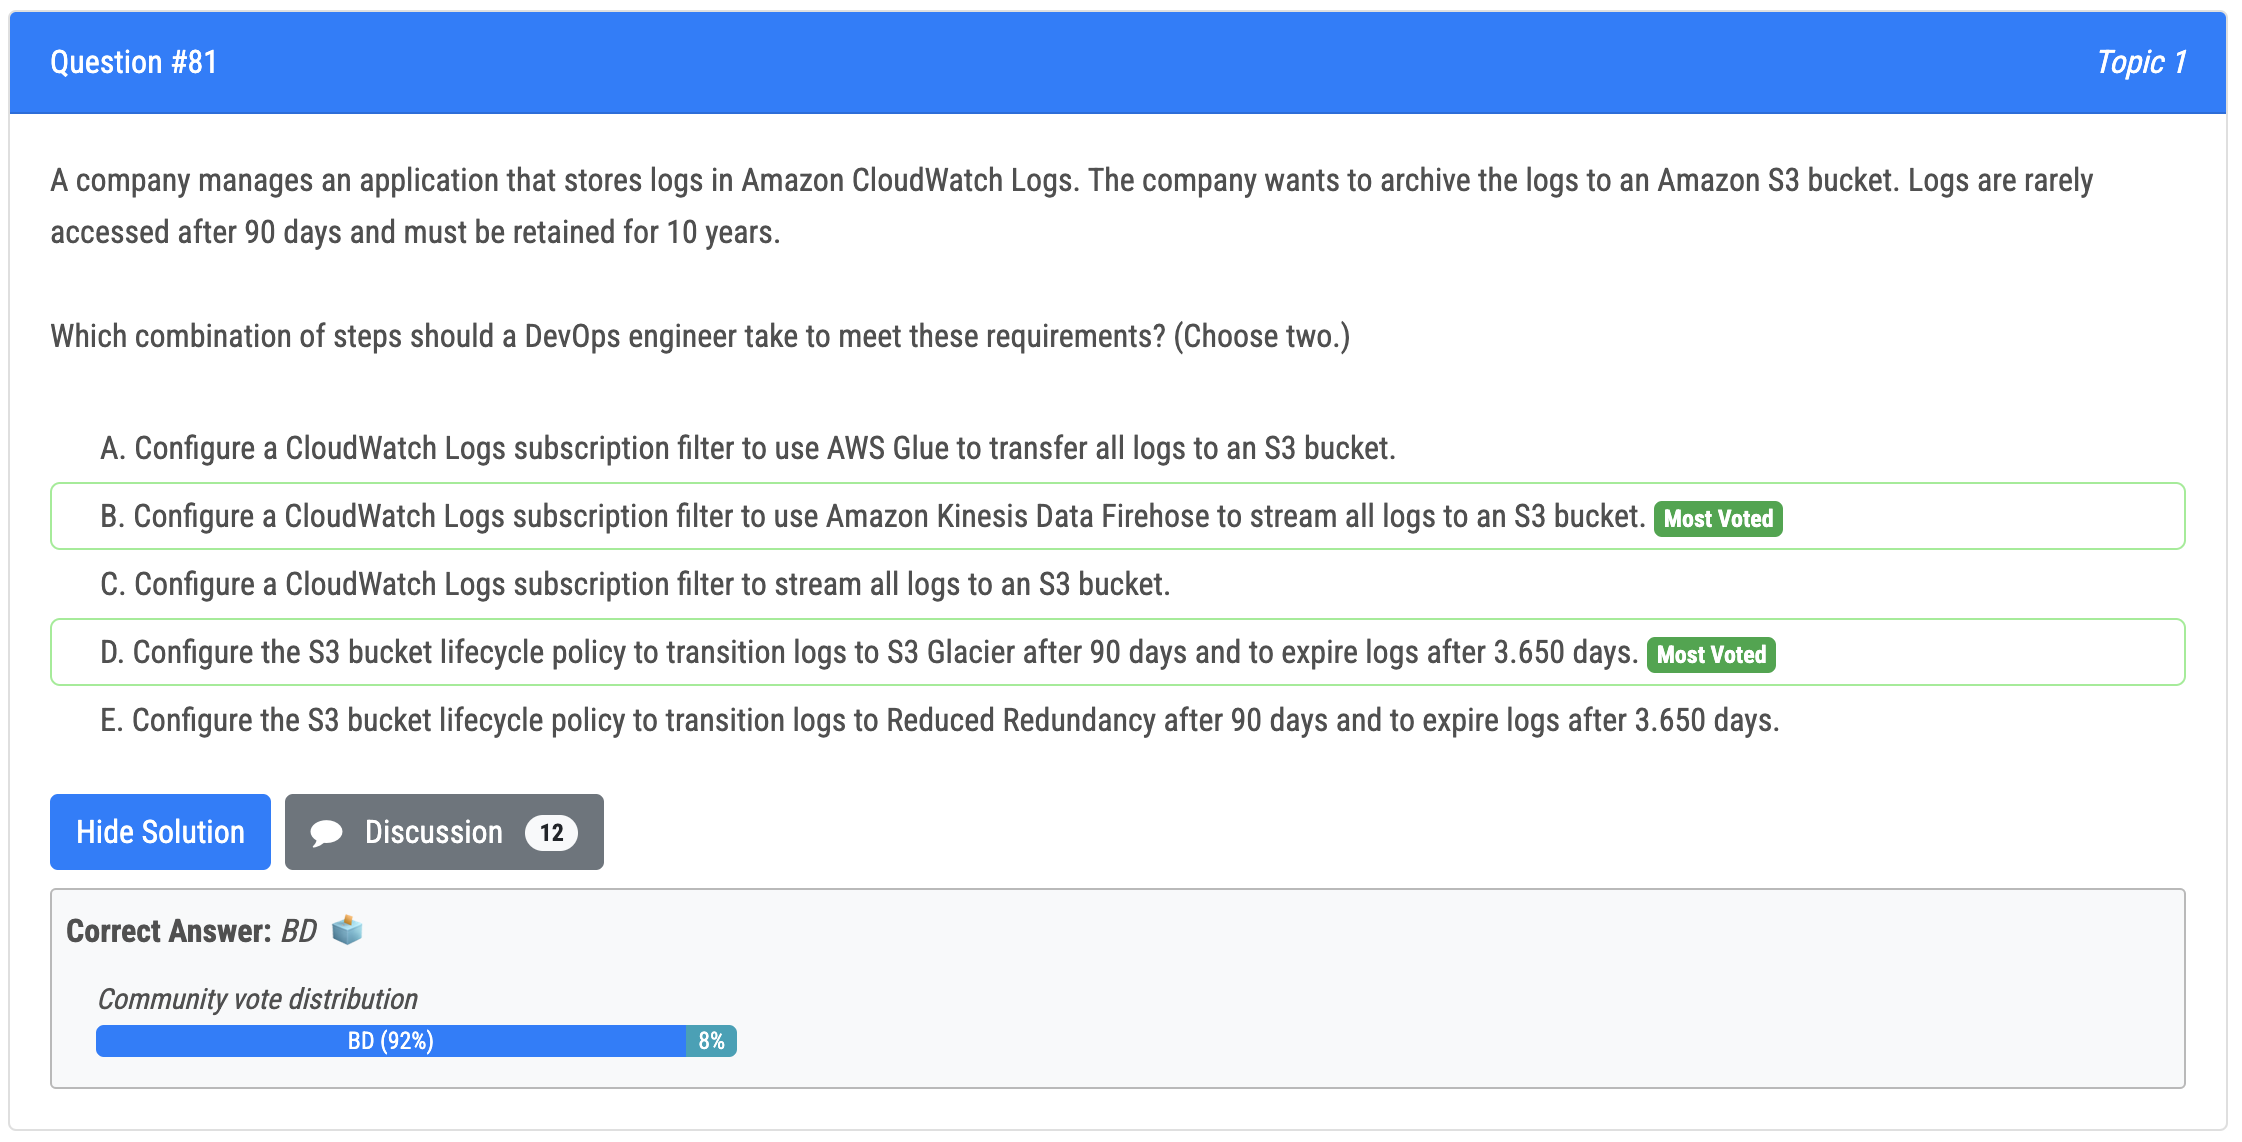 Question #81
Topic 1
A company manages an application that stores logs in Amazon CloudWatch Logs. The company wants to archive the logs to an Amazon S3 bucket. Logs are rarely
accessed after 90 days and must be retained for 10 years.
Which combination of steps should a DevOps engineer take to meet these requirements? (Choose two.)
A. Configure a CloudWatch Logs subscription filter to use AWS Glue to transfer all logs to an S3 bucket.
B. Configure a CloudWatch Logs subscription filter to use Amazon Kinesis Data Firehose to stream all logs to an S3 bucket. Most Voted
C. Configure a CloudWatch Logs subscription filter to stream all logs to an S3 bucket.
D. Configure the S3 bucket lifecycle policy to transition logs to S3 Glacier after 90 days and to expire logs after 3.650 days. Most Voted
E. Configure the S3 bucket lifecycle policy to transition logs to Reduced Redundancy after 90 days and to expire logs after 3.650 days.
Hide Solution
Discussion 12
Correct Answer: BD
Community vote distribution
BD (92%) 8%